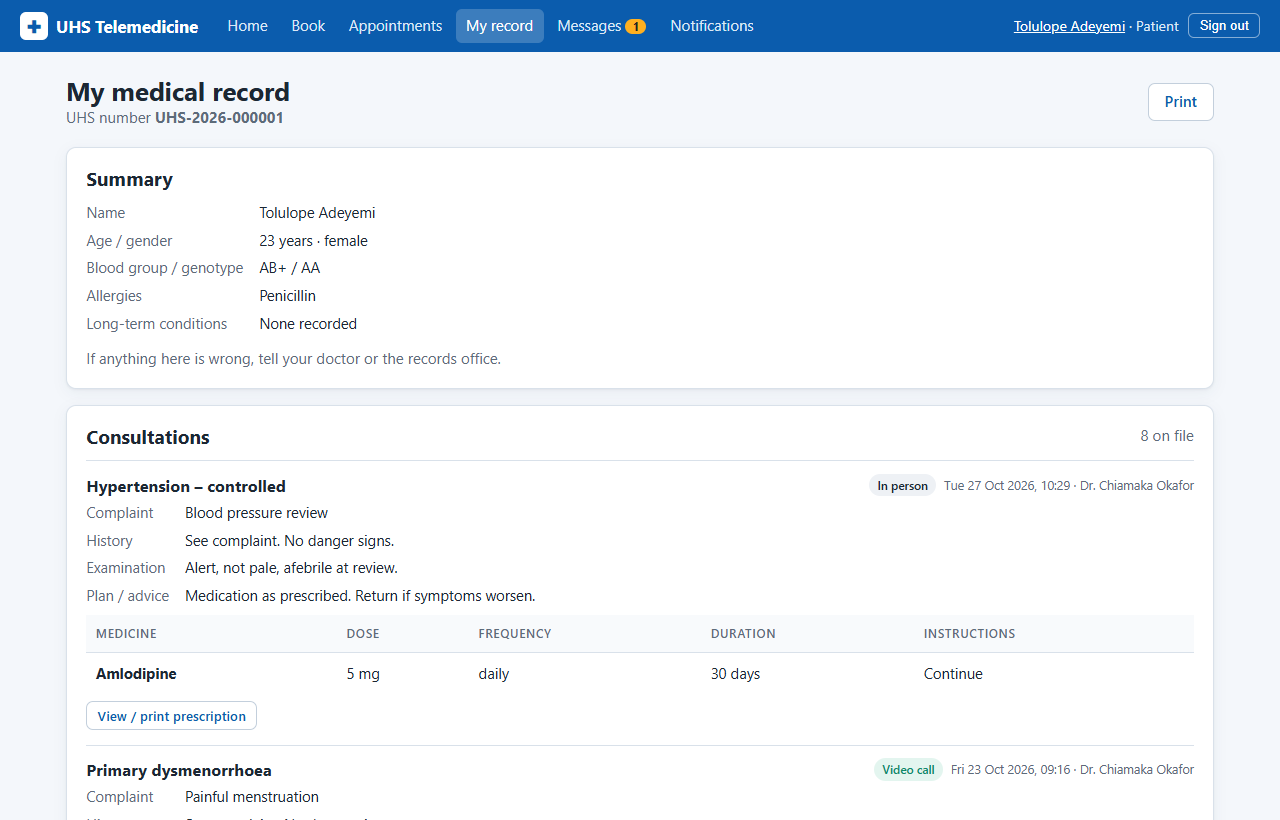 UHS Telemedicine Home Book Appointments My record Messages 1 Notifications Tolulope Adeyemi · Patient Sign out
My medical record
UHS number UHS-2026-000001
Print
Summary
Name Tolulope Adeyemi
Age / gender 23 years · female
Blood group / genotype AB+ / AA
Allergies Penicillin
Long-term conditions None recorded
If anything here is wrong, tell your doctor or the records office.
Consultations 8 on file
Hypertension – controlled In person Tue 27 Oct 2026, 10:29 · Dr. Chiamaka Okafor
Complaint Blood pressure review
History See complaint. No danger signs.
Examination Alert, not pale, afebrile at review.
Plan / advice Medication as prescribed. Return if symptoms worsen.
MEDICINE DOSE FREQUENCY DURATION INSTRUCTIONS
Amlodipine 5 mg daily 30 days Continue
View / print prescription
Primary dysmenorrhoea Video call Fri 23 Oct 2026, 09:16 · Dr. Chiamaka Okafor
Complaint Painful menstruation